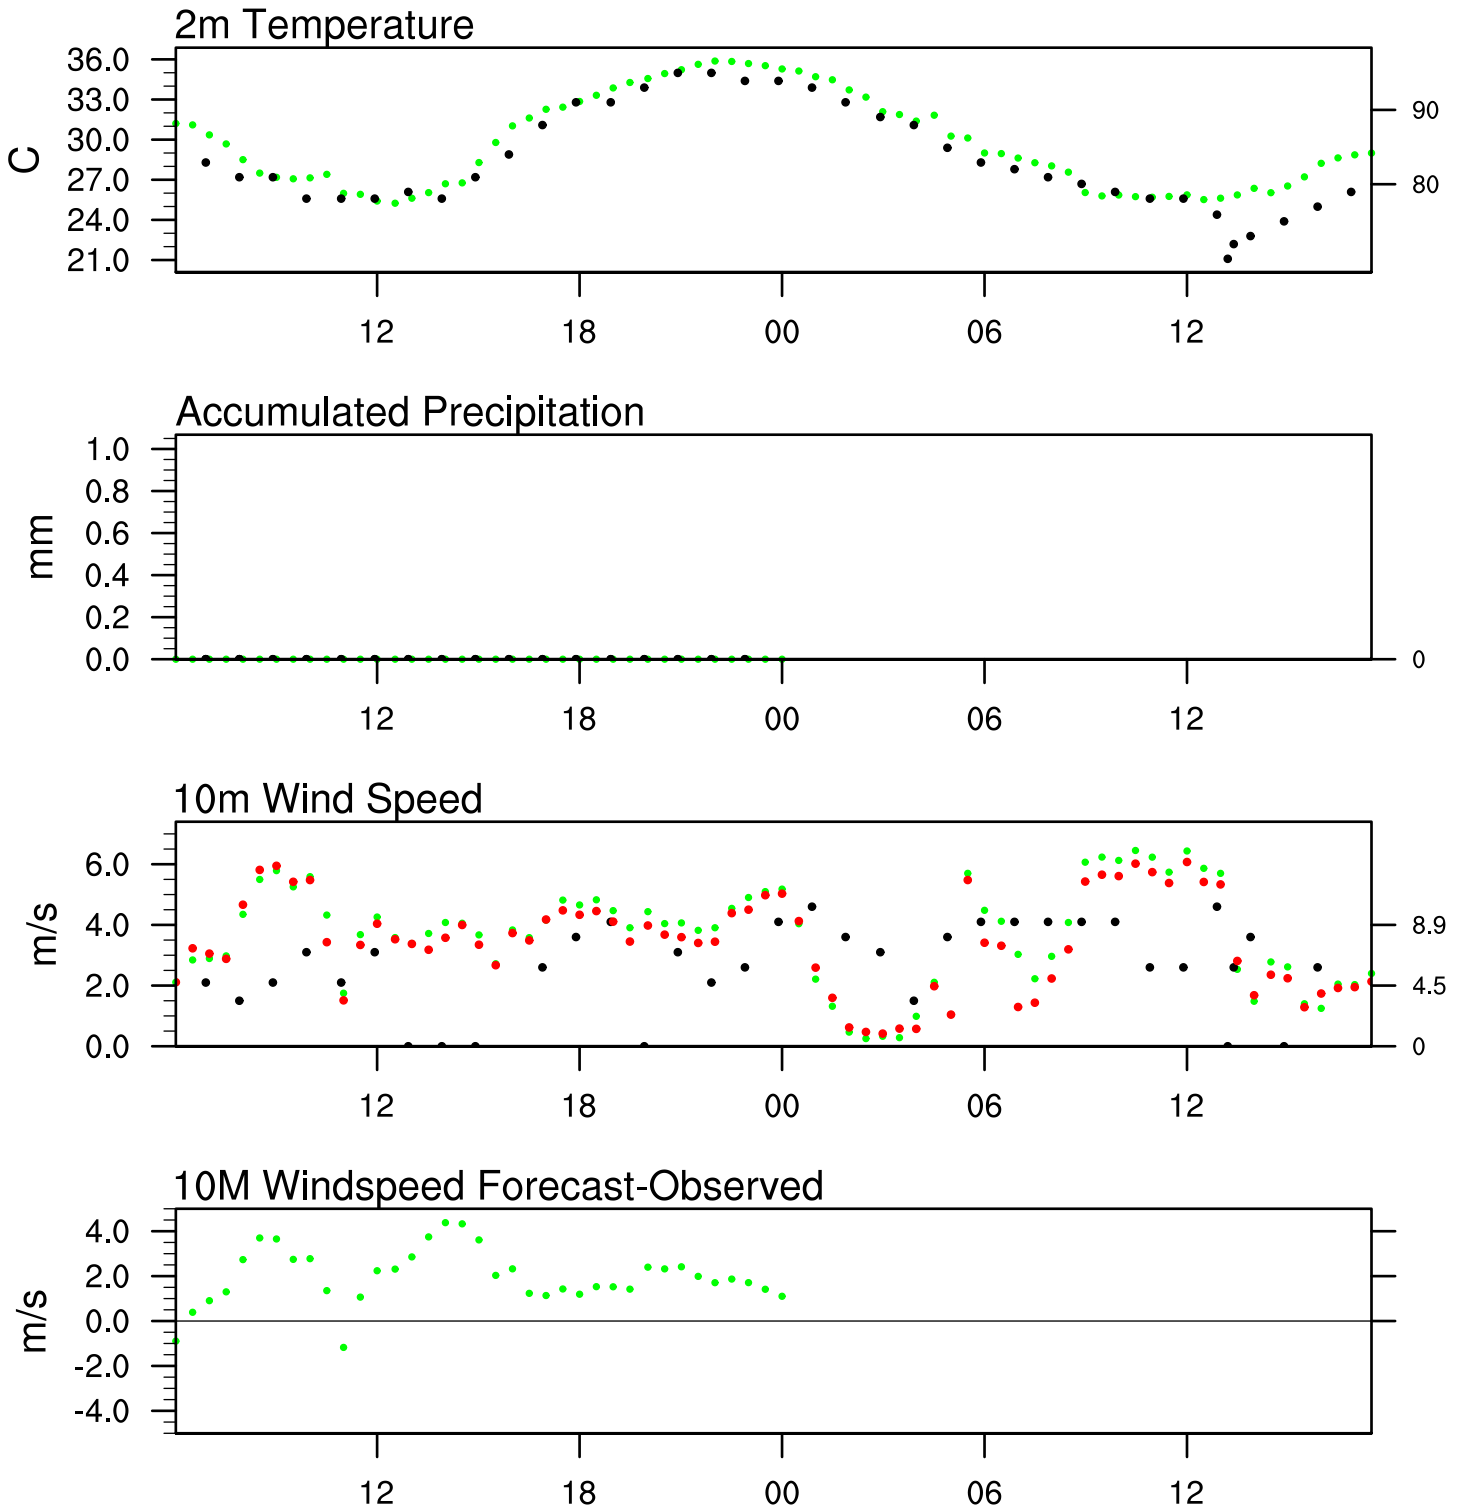 2m Temperature
36.0
33.0
30.0
27.0
24.0
21.0
C
90
80
12 18 00 06 12
Accumulated Precipitation
1.0
0.8
0.6
0.4
0.2
0.0
mm
0
12 18 00 06 12
10m Wind Speed
6.0
4.0
2.0
0.0
m/s
8.9
4.5
0
12 18 00 06 12
10M Windspeed Forecast-Observed
4.0
2.0
0.0
-2.0
-4.0
m/s
12 18 00 06 12